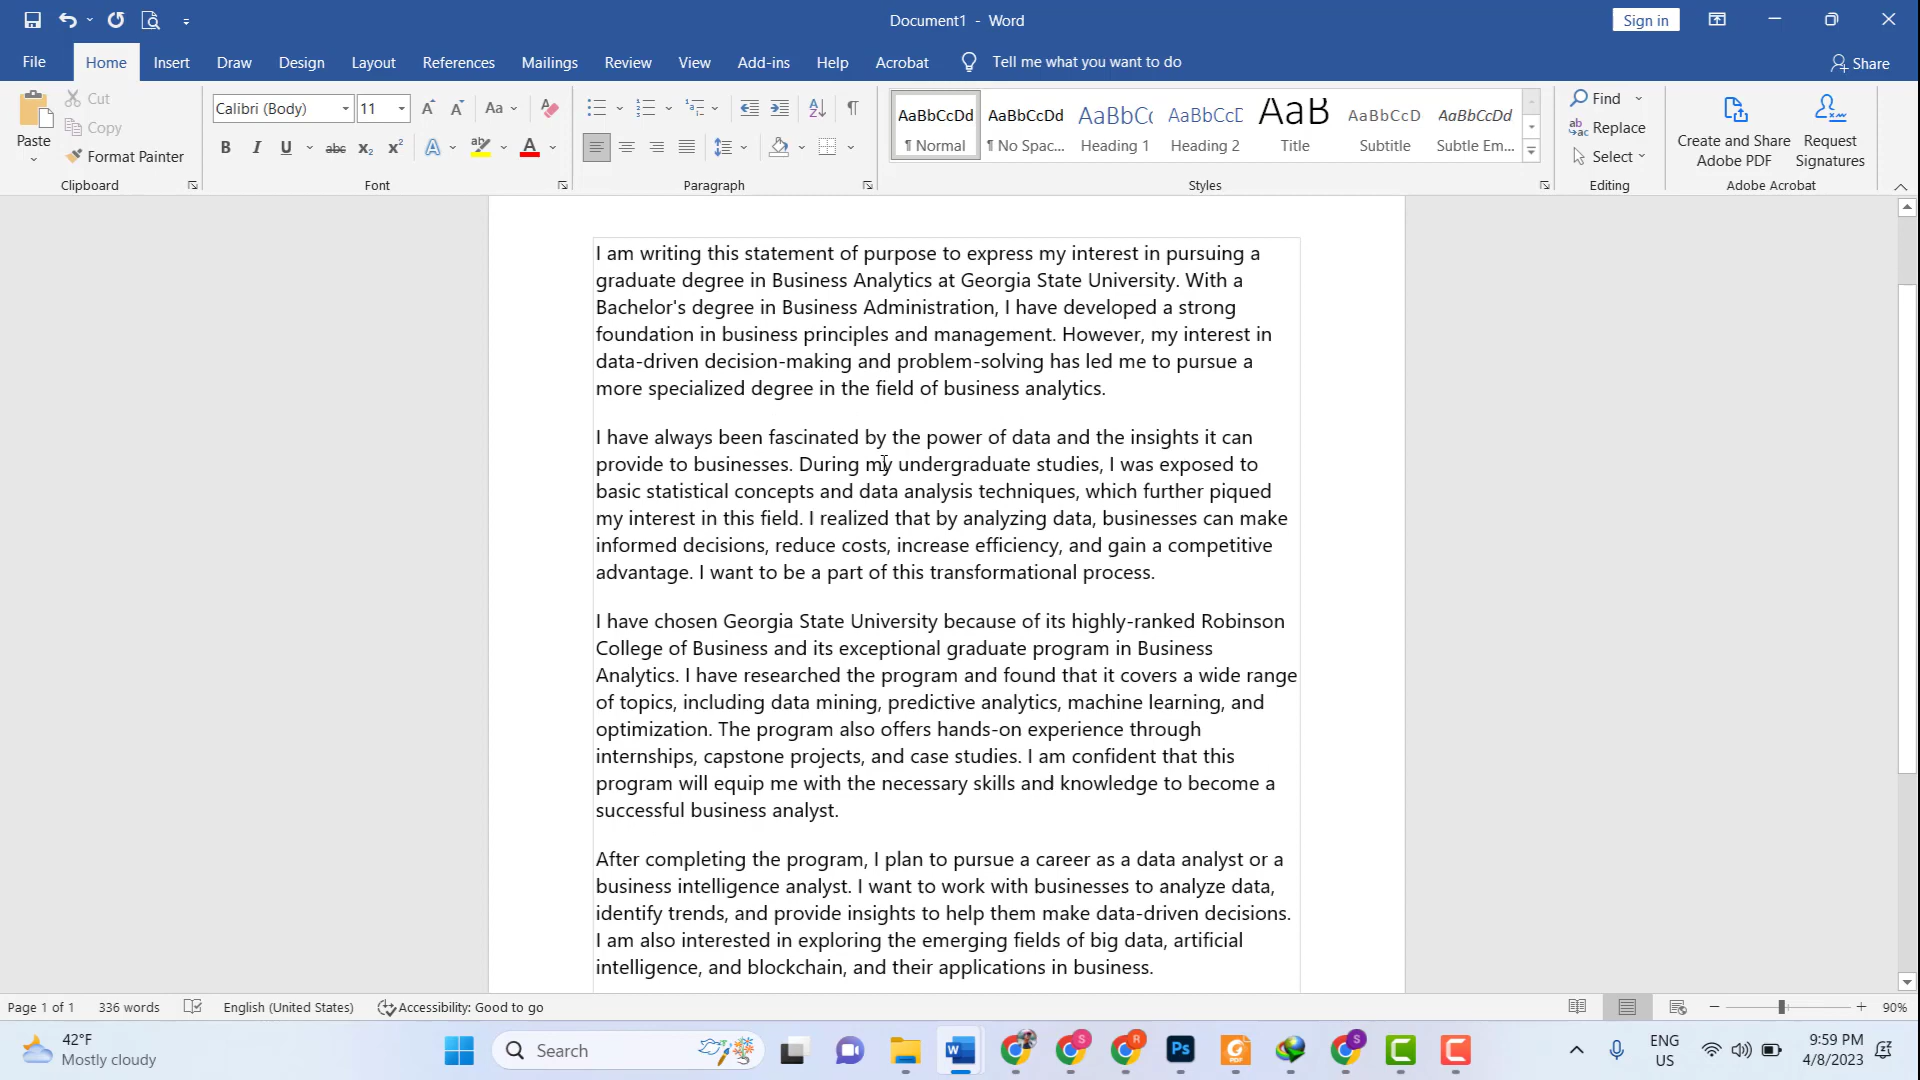 Document1 - Word
Sign in
File Home Insert Draw Design Layout References Mailings Review View Add-ins Help Acrobat Tell me what you want to do Share
Paste
Cut
Copy
Format Painter
Clipboard
Calibri (Body) 11
Font
Paragraph
AaBbCcDd AaBbCcDd AaBbCc AaBbCcD AaB AaBbCcD AaBbCcDd
¶ Normal ¶ No Spac... Heading 1 Heading 2 Title Subtitle Subtle Em...
Styles
Find
Replace
Select
Editing
Create and Share
Adobe PDF
Request
Signatures
Adobe Acrobat
I am writing this statement of purpose to express my interest in pursuing a
graduate degree in Business Analytics at Georgia State University. With a
Bachelor's degree in Business Administration, I have developed a strong
foundation in business principles and management. However, my interest in
data-driven decision-making and problem-solving has led me to pursue a
more specialized degree in the field of business analytics.
I have always been fascinated by the power of data and the insights it can
provide to businesses. During my undergraduate studies, I was exposed to
basic statistical concepts and data analysis techniques, which further piqued
my interest in this field. I realized that by analyzing data, businesses can make
informed decisions, reduce costs, increase efficiency, and gain a competitive
advantage. I want to be a part of this transformational process.
I have chosen Georgia State University because of its highly-ranked Robinson
College of Business and its exceptional graduate program in Business
Analytics. I have researched the program and found that it covers a wide range
of topics, including data mining, predictive analytics, machine learning, and
optimization. The program also offers hands-on experience through
internships, capstone projects, and case studies. I am confident that this
program will equip me with the necessary skills and knowledge to become a
successful business analyst.
After completing the program, I plan to pursue a career as a data analyst or a
business intelligence analyst. I want to work with businesses to analyze data,
identify trends, and provide insights to help them make data-driven decisions.
I am also interested in exploring the emerging fields of big data, artificial
intelligence, and blockchain, and their applications in business.
Page 1 of 1 336 words English (United States) Accessibility: Good to go 90%
42°F
Mostly cloudy
Search
ENG
US
9:59 PM
4/8/2023